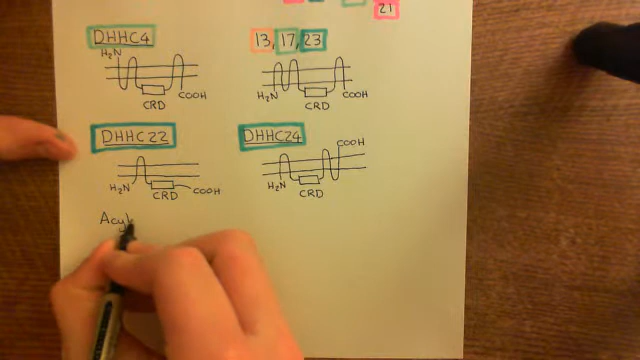 21
DHHC4
13, 17, 23
H₂N
CRD
COOH
H₂N
CRD
COOH
DHHC22
DHHC24
COOH
H₂N
CRD
COOH
H₂N
CRD
Acyl